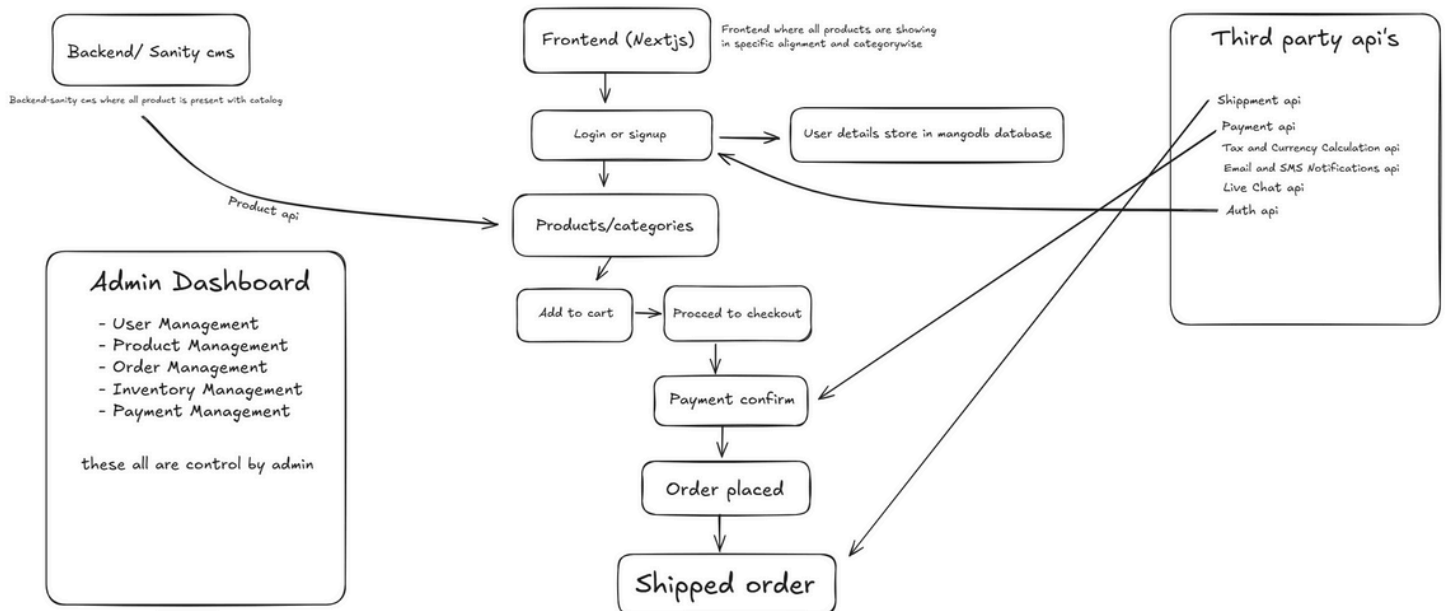 Backend/ Sanity cms
Backend-sanity cms where all product is present with catalog
Product api
Admin Dashboard
- User Management
- Product Management
- Order Management
- Inventory Management
- Payment Management
these all are control by admin
Frontend (Nextjs)
Frontend where all products are showing
in specific alignment and categorywise
Login or signup
User details store in mangodb database
Products/categories
Add to cart
Procced to checkout
Payment confirm
Order placed
Shipped order
Third party api's
Shippment api
Payment api
Tax and Currency Calculation api
Email and SMS Notifications api
Live Chat api
Auth api